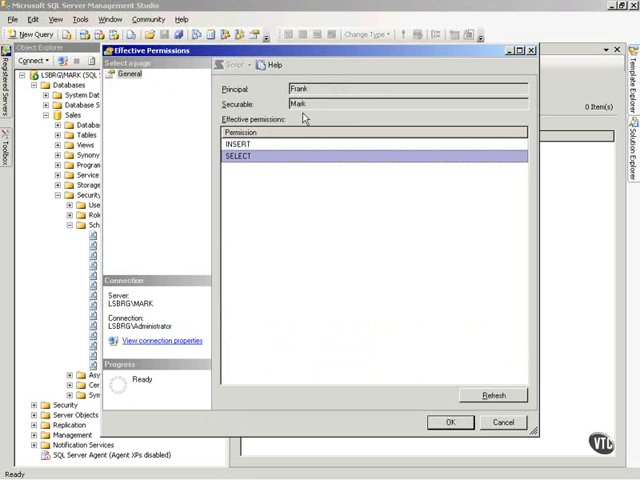 Microsoft SQL Server Management Studio
File Edit View Tools Window Community Help
New Query
Change Type
Object Explorer
Connect
Registered Servers
Toolbox
Template Explorer
Solution Explorer
LSBRG\MARK (SQL S
Databases
System Dat
Database S
Sales
Databa
Tables
Views
Synony
Progra
Service
Storage
Security
Use
Role
Sch
Asy
Cer
Sym
Security
Server Objects
Replication
Management
Notification Services
SQL Server Agent (Agent XPs disabled)
0 Item(s)
Effective Permissions
Select a page
General
Script
Help
Principal: Frank
Securable: Mark
Effective permissions:
Permission
INSERT
SELECT
Connection
Server:
LSBRG\MARK
Connection:
LSBRG\Administrator
View connection properties
Progress
Ready
Refresh
OK Cancel
VTC
Ready